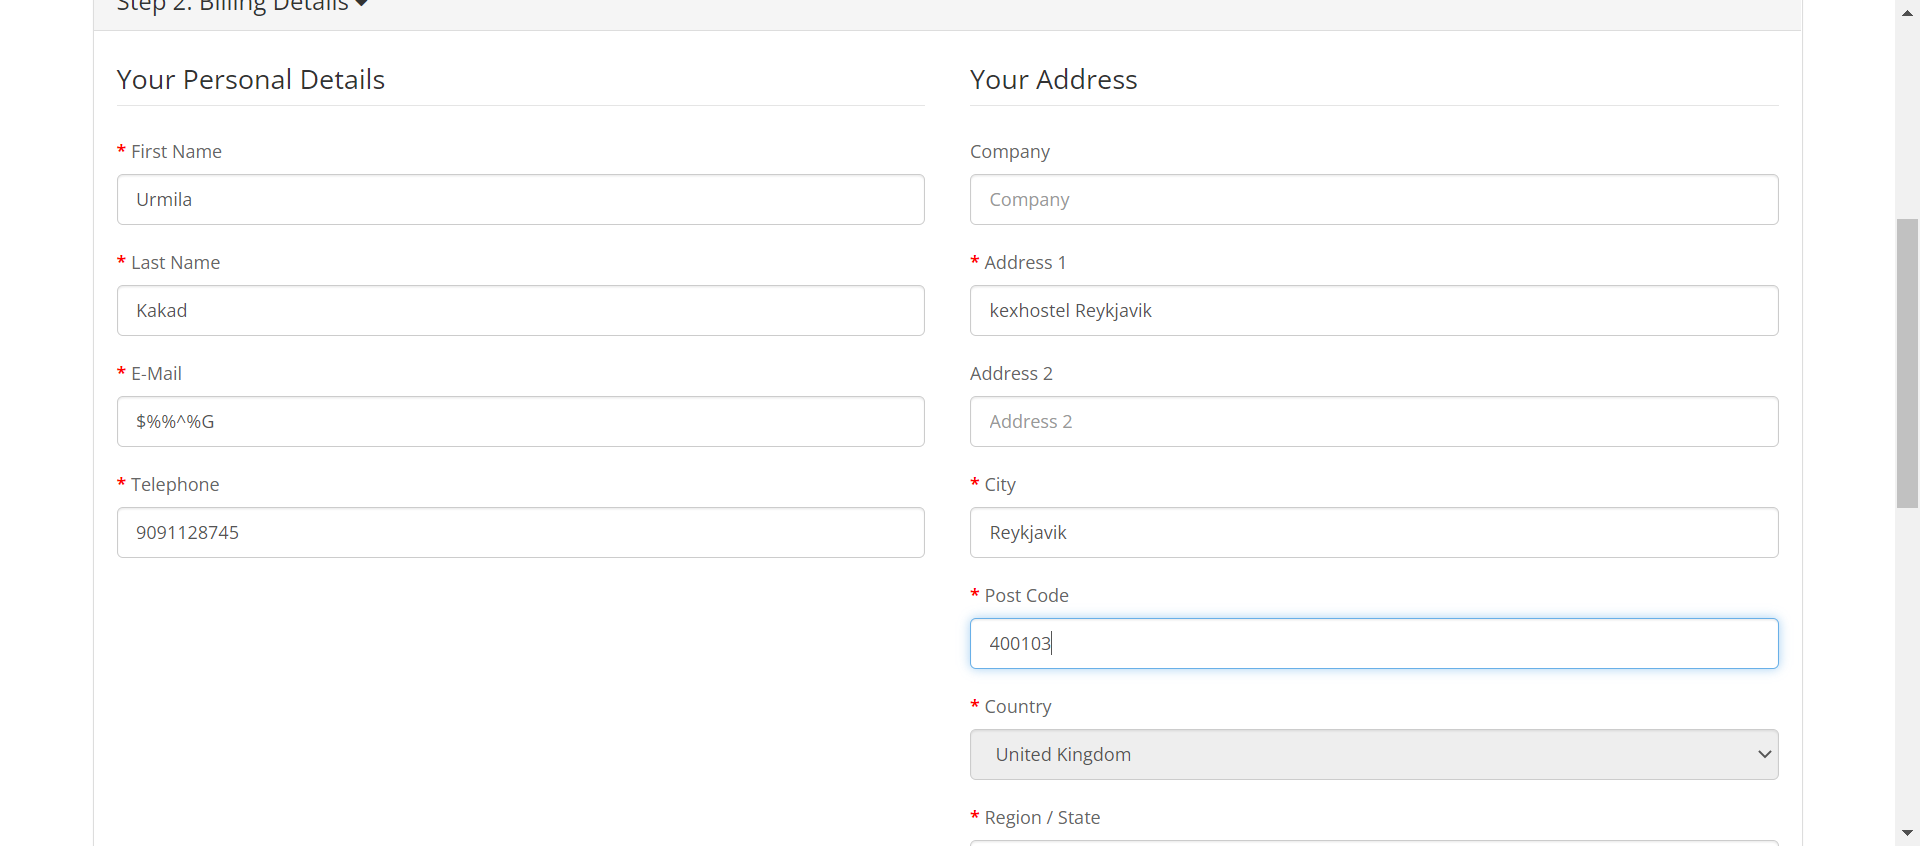 Step 2: Billing Details
Your Personal Details
* First Name
Urmila
* Last Name
Kakad
* E-Mail
$%%^%G
* Telephone
9091128745
Your Address
Company
Company
* Address 1
kexhostel Reykjavik
Address 2
Address 2
* City
Reykjavik
* Post Code
400103
* Country
United Kingdom
* Region / State